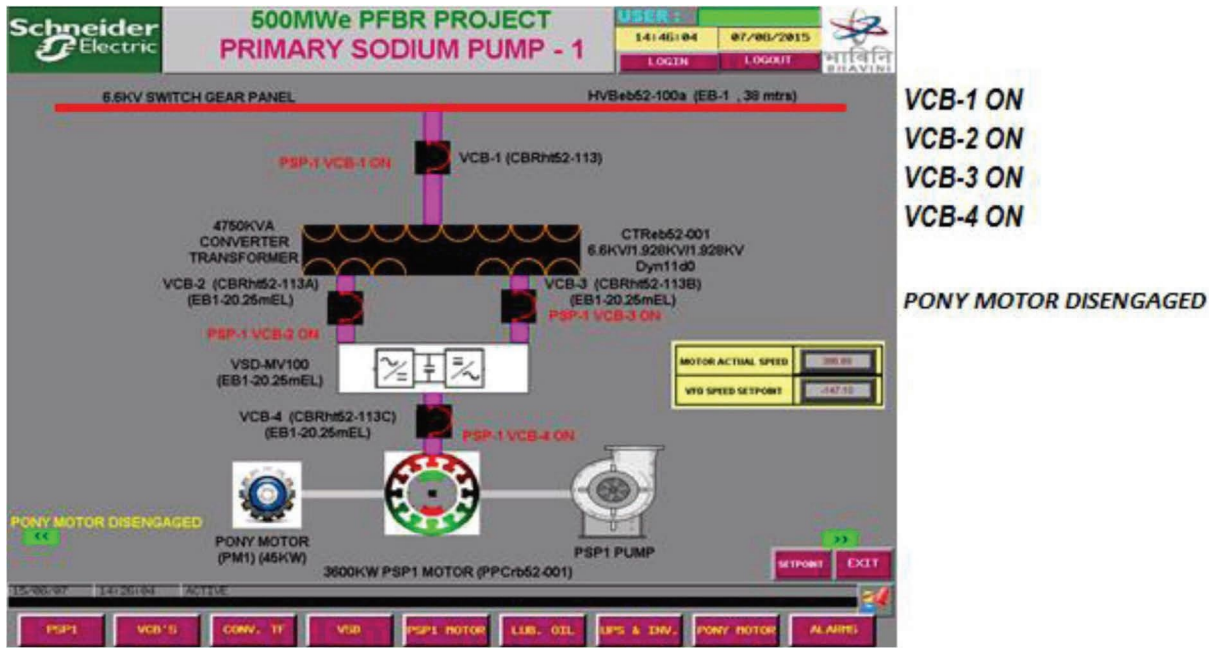 Schneider
Electric
500MWe PFBR PROJECT
PRIMARY SODIUM PUMP - 1
USER :
14:46:04 07/08/2015
LOGIN LOGOUT
भाविनि
BHAVINI
6.6KV SWITCH GEAR PANEL HVBeb52-100a (EB-1 , 38 mtrs)
PSP-1 VCB-1 ON VCB-1 (CBRht52-113)
4750KVA
CONVERTER
TRANSFORMER
CTReb52-001
6.6KV/1.928KV/1.928KV
Dyn11d0
VCB-2 (CBRht52-113A)
(EB1-20.25mEL)
PSP-1 VCB-2 ON
VCB-3 (CBRht52-113B)
(EB1-20.25mEL)
PSP-1 VCB-3 ON
VSD-MV100
(EB1-20.25mEL)
MOTOR ACTUAL SPEED
VFD SPEED SETPOINT -147.10
VCB-4 (CBRht52-113C)
(EB1-20.25mEL)
PSP-1 VCB-4 ON
PONY MOTOR DISENGAGED
<<
PONY MOTOR
(PM1) (45KW)
PSP1 PUMP
>>
3600KW PSP1 MOTOR (PPCrb52-001)
SETPOINT EXIT
14:26:04 ACTIVE
PSP1 VCB'S CONV. TF VSD PSP1 MOTOR LUB. OIL UPS & INV. PONY MOTOR ALARMS
VCB-1 ON
VCB-2 ON
VCB-3 ON
VCB-4 ON
PONY MOTOR DISENGAGED